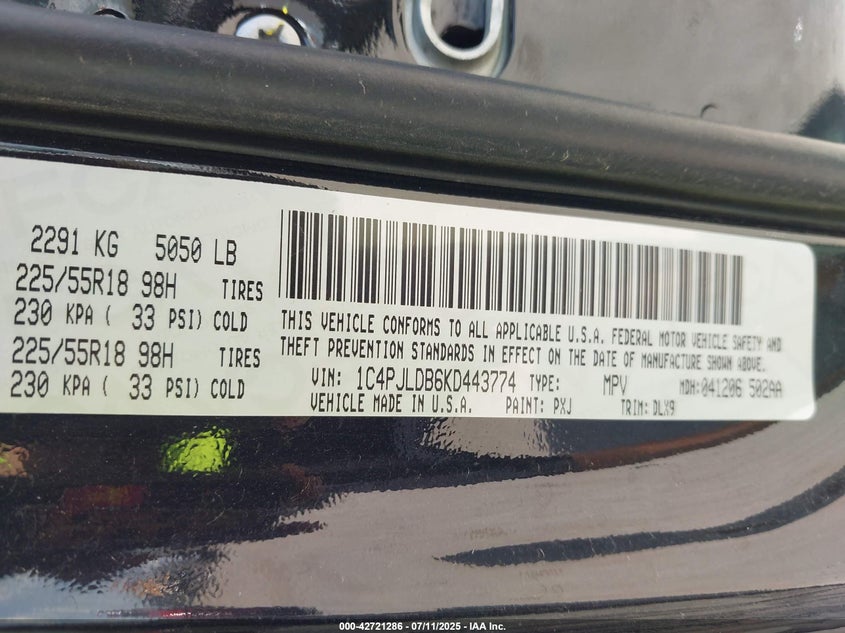 2291 KG 5050 LB
225/55R18 98H TIRES
230 KPA ( 33 PSI) COLD
225/55R18 98H TIRES
230 KPA ( 33 PSI) COLD
THIS VEHICLE CONFORMS TO ALL APPLICABLE U.S.A. FEDERAL MOTOR VEHICLE SAFETY AND
THEFT PREVENTION STANDARDS IN EFFECT ON THE DATE OF MANUFACTURE SHOWN ABOVE.
VIN: 1C4PJLDB6KD443774 TYPE: MPV MDH:041206 502AA
VEHICLE MADE IN U.S.A. PAINT: PXJ TRIM: DLX9
000-42721286 - 07/11/2025 - IAA Inc.